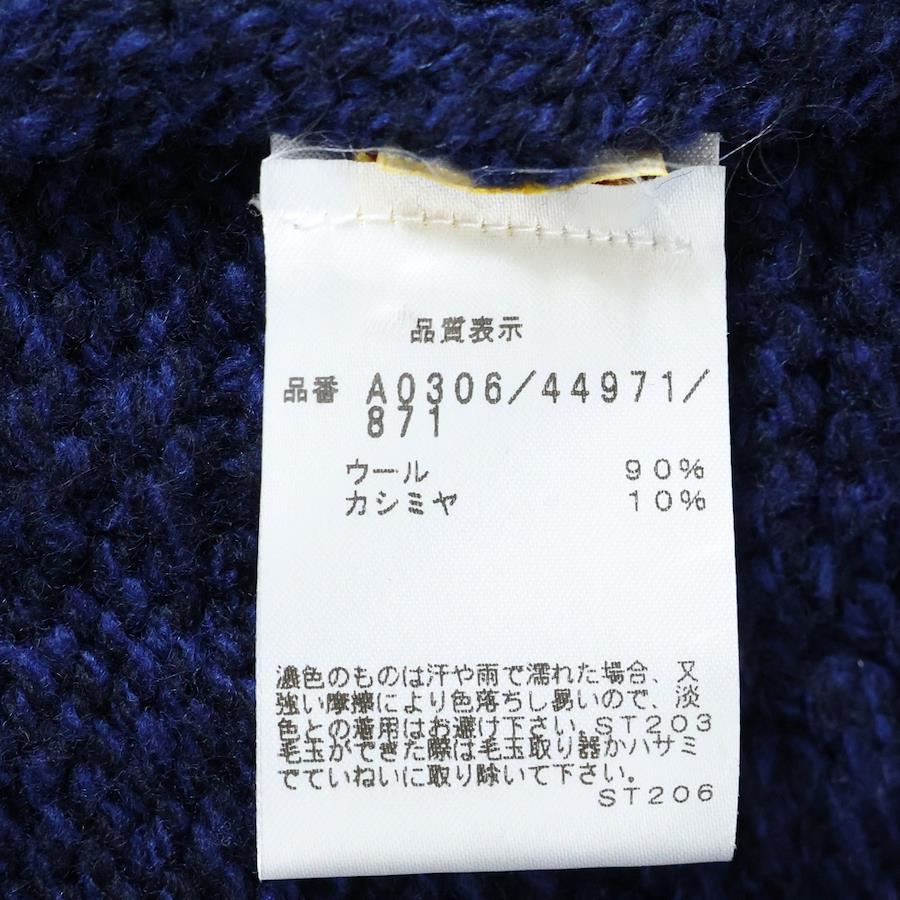 品質表示
品番 A0306/44971/
871
ウール 90%
カシミヤ 10%
濃色のものは汗や雨で濡れた場合、又
強い摩擦により色落ちし易いので、淡
色との着用はお避け下さい。ST203
毛玉ができた際は毛玉取り器かハサミ
でていねいに取り除いて下さい。
ST206